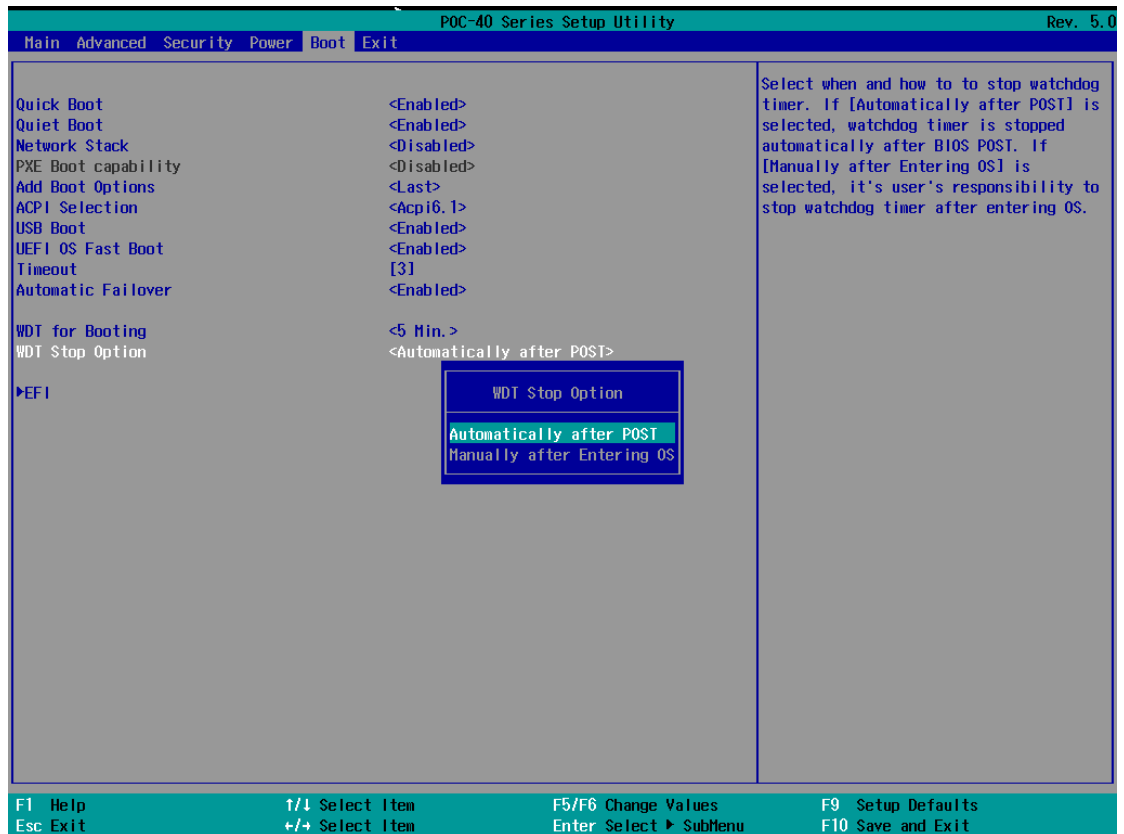 POC-40 Series Setup Utility Rev. 5.0
Main Advanced Security Power Boot Exit
Quick Boot <Enabled>
Quiet Boot <Enabled>
Network Stack <Disabled>
PXE Boot capability <Disabled>
Add Boot Options <Last>
ACPI Selection <Acpi6.1>
USB Boot <Enabled>
UEFI OS Fast Boot <Enabled>
Timeout [3]
Automatic Failover <Enabled>
WDT for Booting <5 Min.>
WDT Stop Option <Automatically after POST>
▶EFI
WDT Stop Option
Automatically after POST
Manually after Entering OS
Select when and how to to stop watchdog
timer. If [Automatically after POST] is
selected, watchdog timer is stopped
automatically after BIOS POST. If
[Manually after Entering OS] is
selected, it's user's responsibility to
stop watchdog timer after entering OS.
F1 Help ↑/↓ Select Item F5/F6 Change Values F9 Setup Defaults
Esc Exit ←/→ Select Item Enter Select ▶ SubMenu F10 Save and Exit